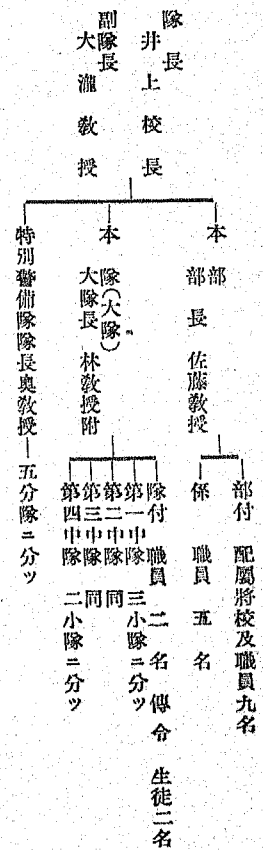 隊長
井上校長
副隊長
大瀧教授
本部
部長 佐藤教授
部付 配屬將校及職員九名
係 職員五名
本隊(大隊)
大隊長 林教授附
隊付 職員二名 傳令 生徒二名
第一中隊 三小隊ニ分ツ
第二中隊 同
第三中隊 同
第四中隊 二小隊ニ分ツ
特別警備隊隊長奧教授 五分隊ニ分ツ